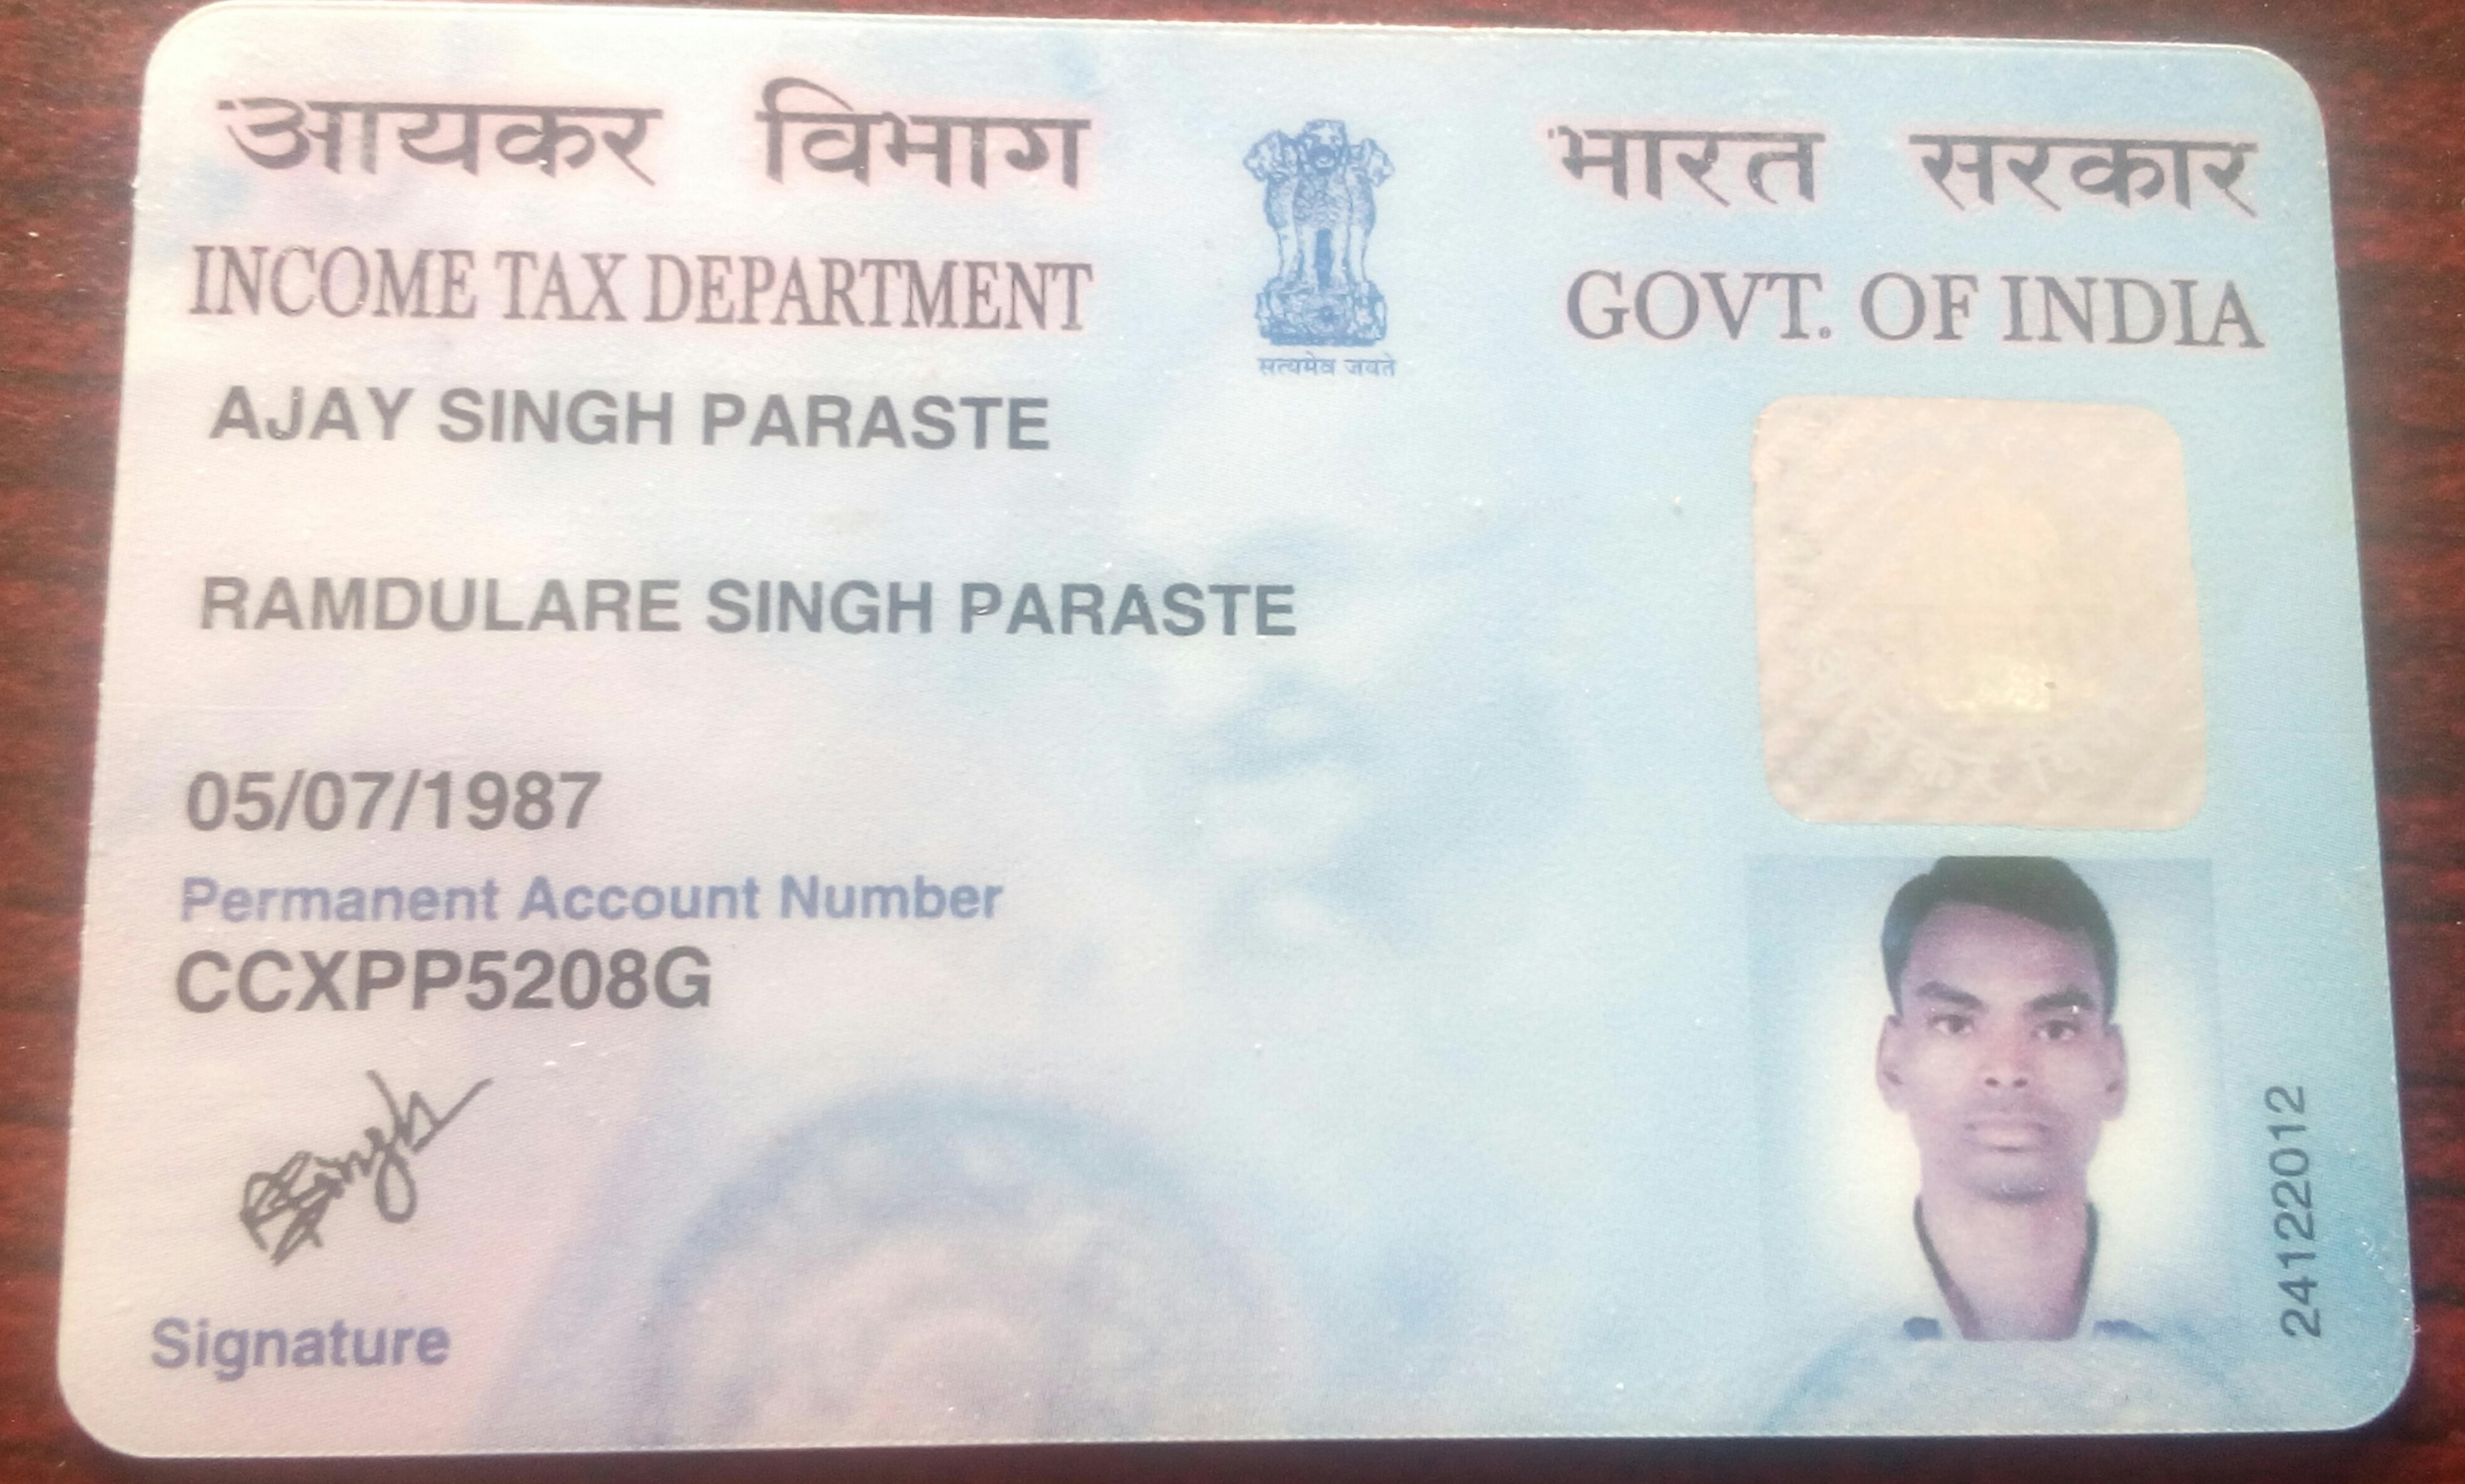 आयकर विभाग
INCOME TAX DEPARTMENT
भारत सरकार
GOVT. OF INDIA
सत्यमेव जयते
AJAY SINGH PARASTE
RAMDULARE SINGH PARASTE
05/07/1987
Permanent Account Number
CCXPP5208G
Singh
Signature
24122012